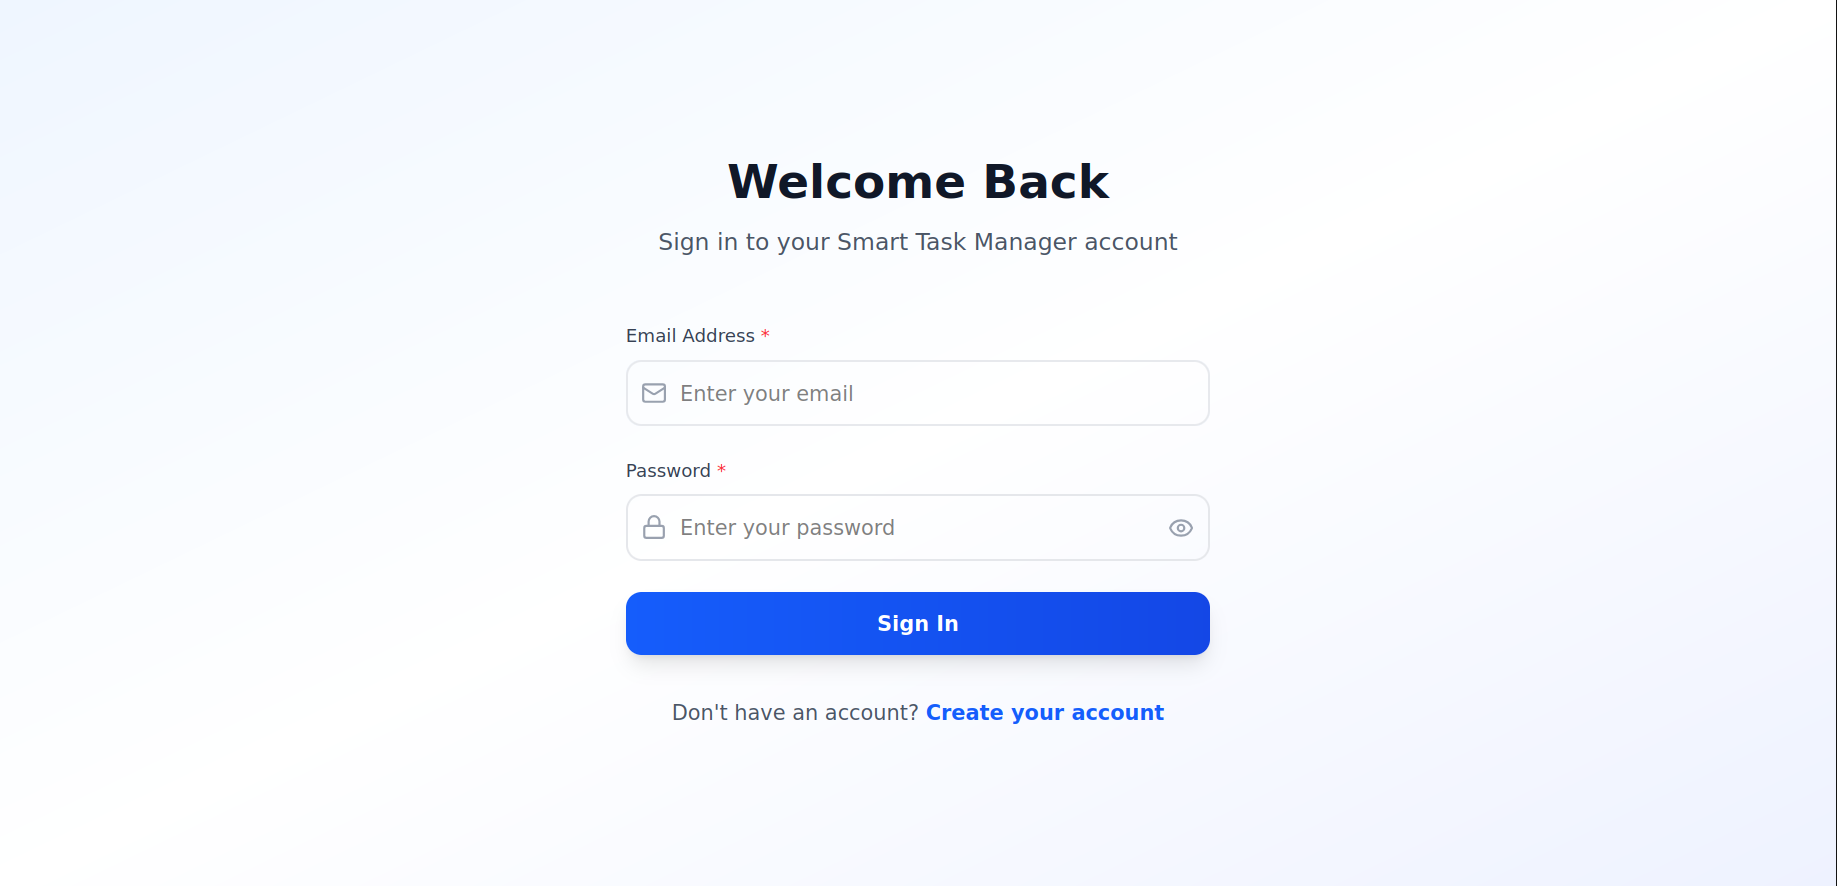 Welcome Back
Sign in to your Smart Task Manager account
Email Address *
Enter your email
Password *
Enter your password
Sign In
Don't have an account? Create your account